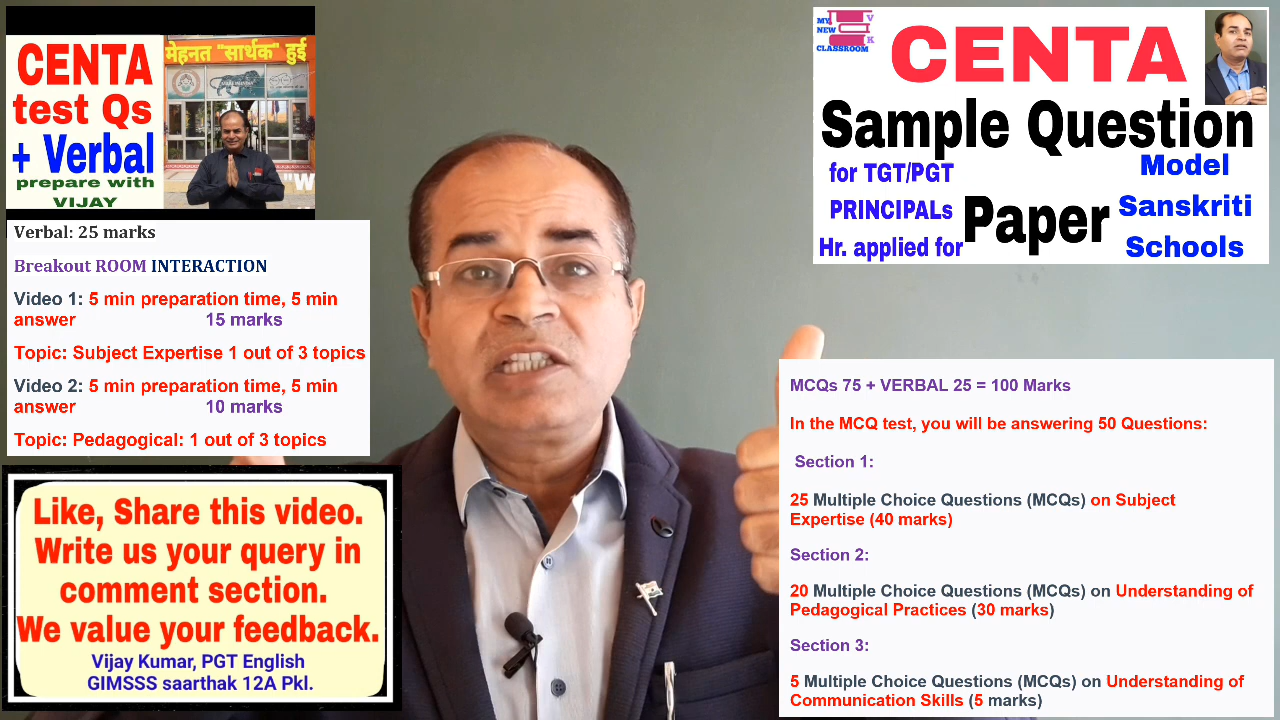 CENTA
test Qs
+ Verbal
prepare with
VIJAY
मेहनत "सार्थक" हुई
"W
Verbal: 25 marks
Breakout ROOM INTERACTION
Video 1: 5 min preparation time, 5 min
answer 15 marks
Topic: Subject Expertise 1 out of 3 topics
Video 2: 5 min preparation time, 5 min
answer 10 marks
Topic: Pedagogical: 1 out of 3 topics
Like, Share this video.
Write us your query in
comment section.
We value your feedback.
Vijay Kumar, PGT English
GIMSSS saarthak 12A Pkl.
MY V
NEW K
CLASSROOM
CENTA
Sample Question
Paper
for TGT/PGT
PRINCIPALs
Hr. applied for
Model
Sanskriti
Schools
MCQs 75 + VERBAL 25 = 100 Marks
In the MCQ test, you will be answering 50 Questions:
Section 1:
25 Multiple Choice Questions (MCQs) on Subject
Expertise (40 marks)
Section 2:
20 Multiple Choice Questions (MCQs) on Understanding of
Pedagogical Practices (30 marks)
Section 3:
5 Multiple Choice Questions (MCQs) on Understanding of
Communication Skills (5 marks)